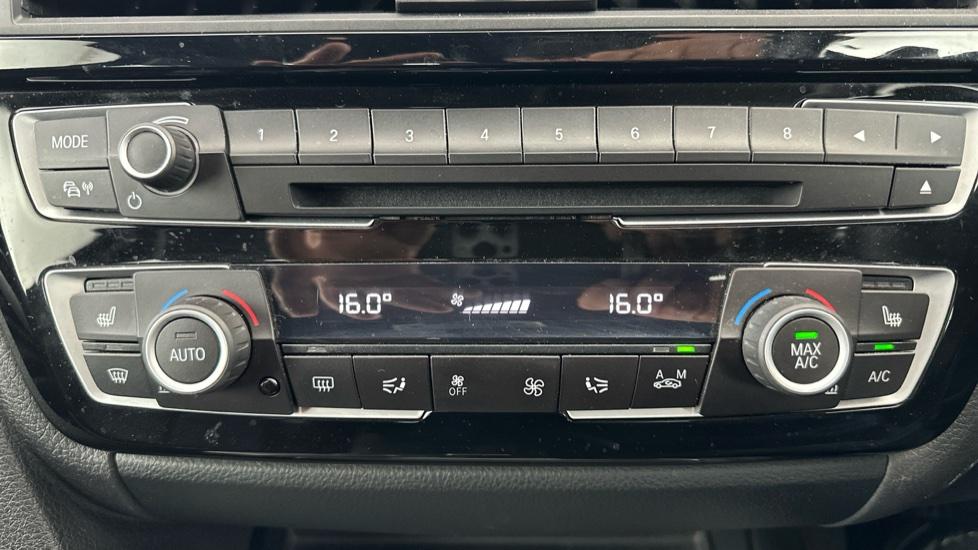 MODE
1 2 3 4 5 6 7 8
16.0° 16.0°
AUTO
OFF
A M
MAX
A/C
A/C